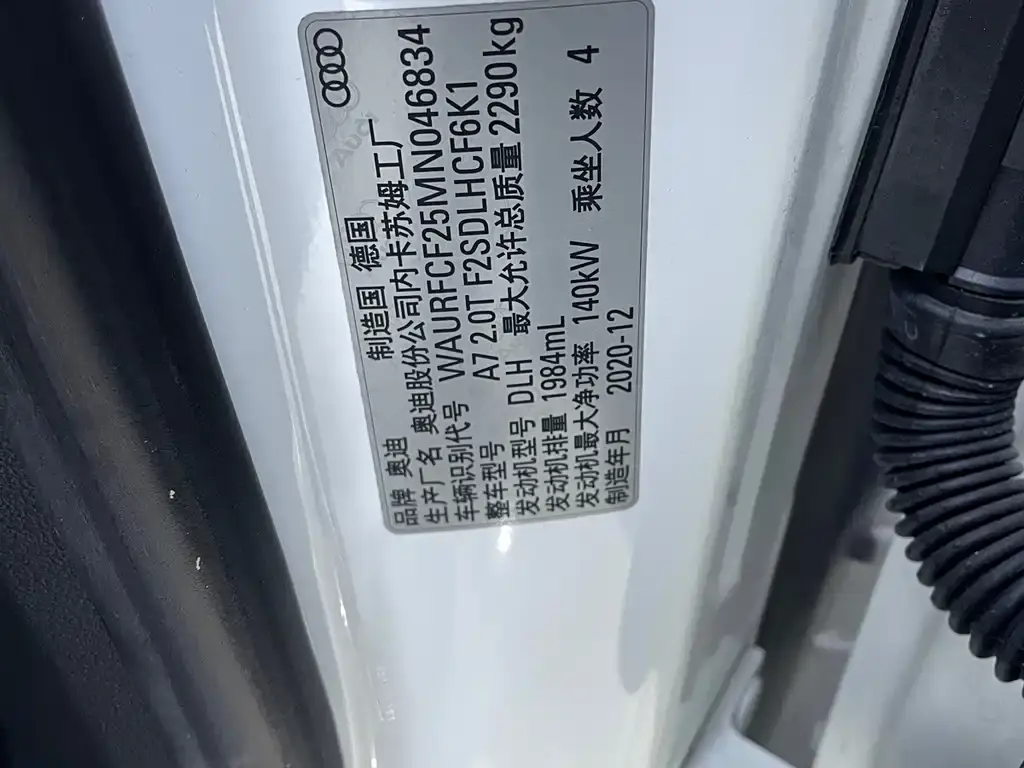 Audi
品牌 奥迪 制造国 德国
生产厂名 奥迪股份公司内卡苏姆工厂
车辆识别代号 WAURFCF25MN046834
整车型号 A7 2.0T F2SDLHCF6K1
发动机型号 DLH 最大允许总质量 2290kg
发动机排量 1984mL
发动机最大净功率 140kW 乘坐人数 4
制造年月 2020-12